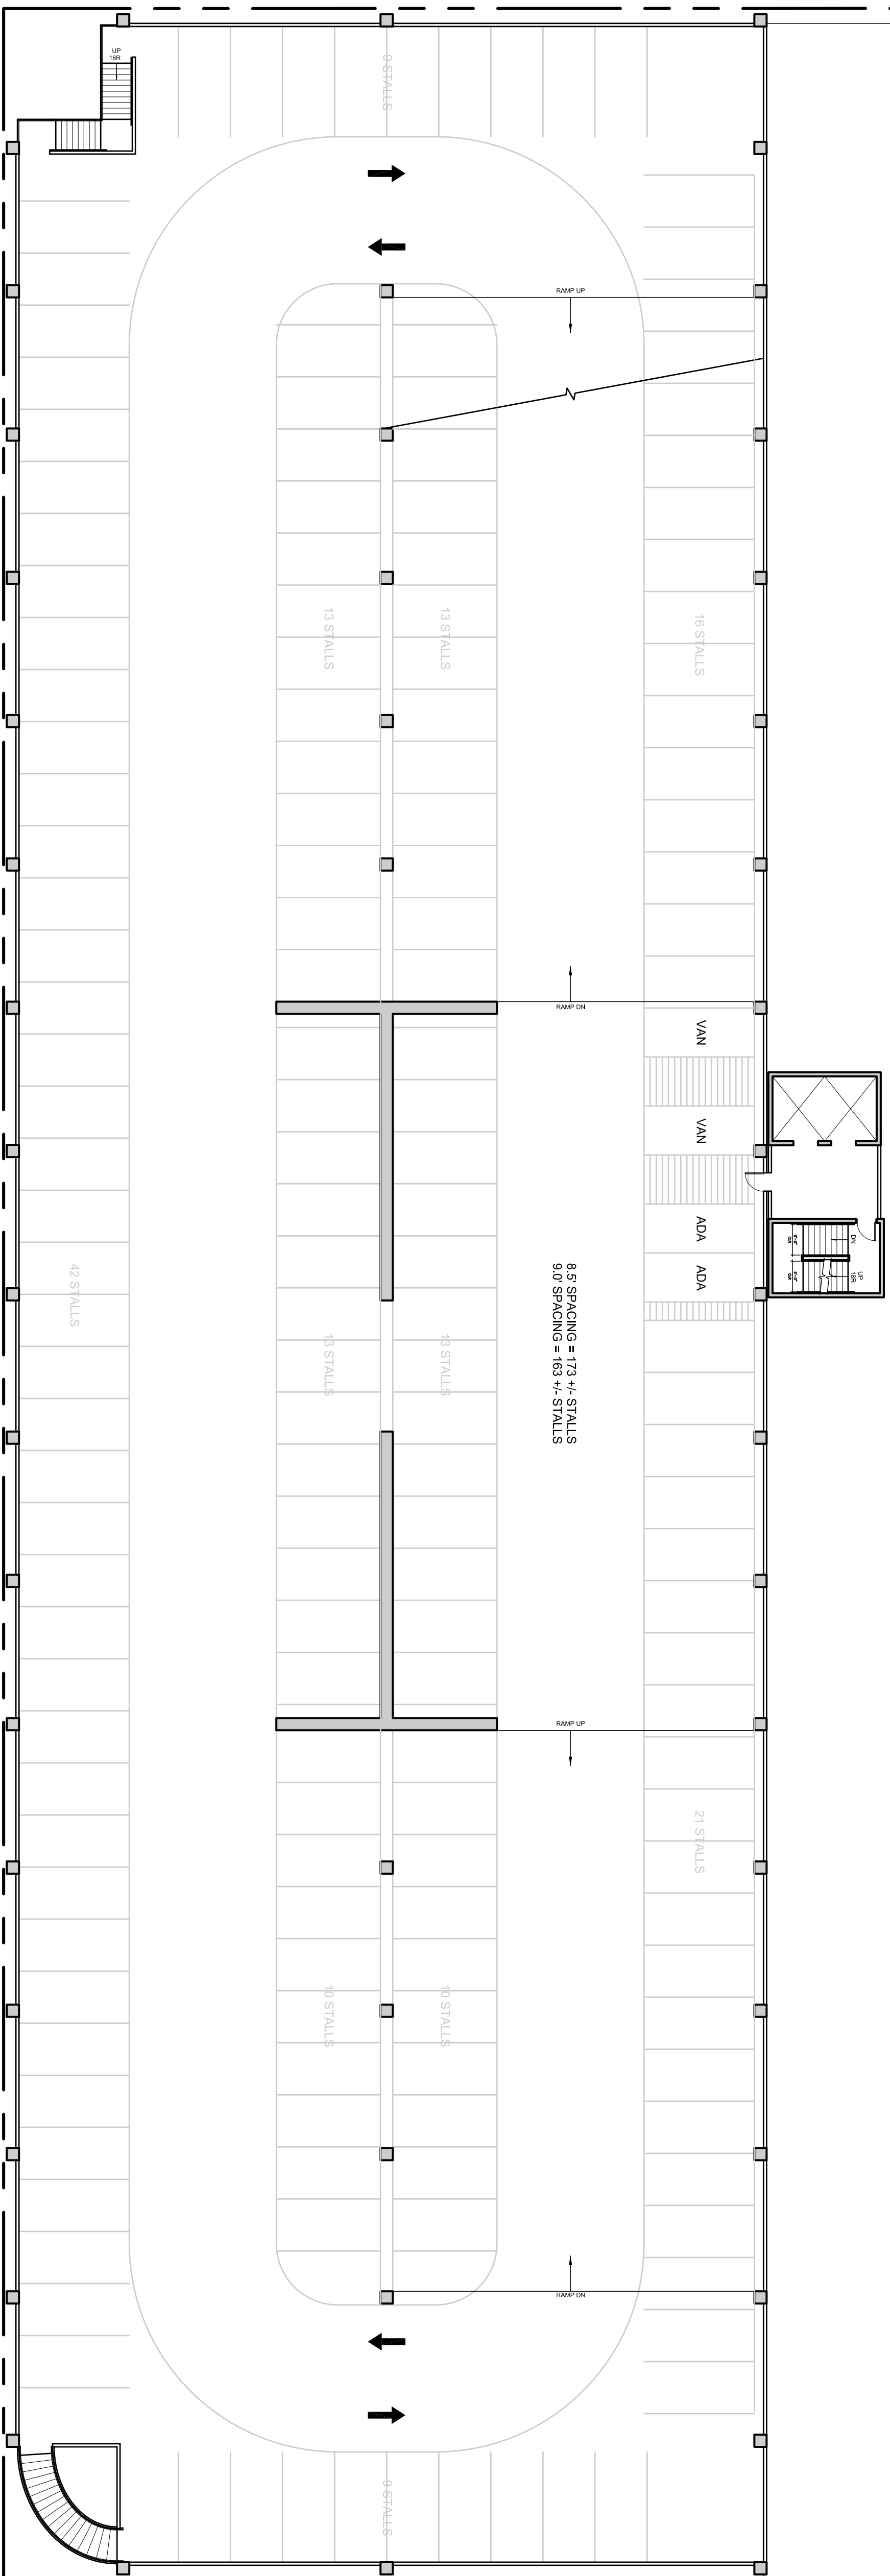 UP
18R
9 STALLS
RAMP UP
13 STALLS
13 STALLS
16 STALLS
RAMP DN
VAN
VAN
ADA
ADA
DN
UP
18R
8.5' SPACING = 173 +/- STALLS
9.0' SPACING = 163 +/- STALLS
42 STALLS
13 STALLS
13 STALLS
RAMP UP
21 STALLS
10 STALLS
10 STALLS
RAMP DN
9 STALLS